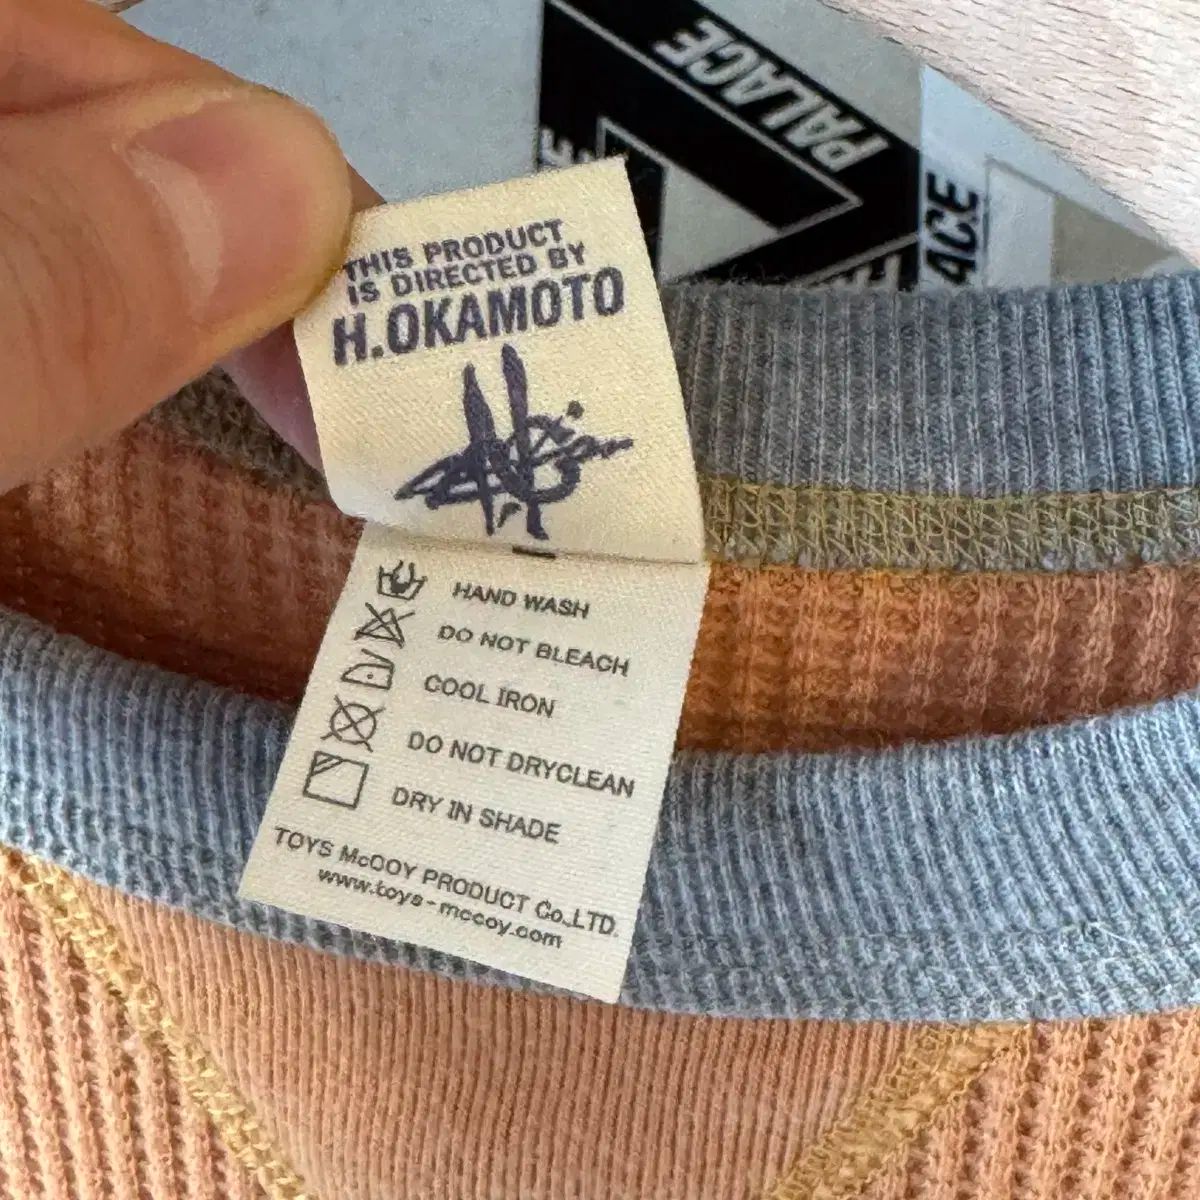 PALACE
ACE
THIS PRODUCT
IS DIRECTED BY
H.OKAMOTO
HAND WASH
DO NOT BLEACH
COOL IRON
DO NOT DRYCLEAN
DRY IN SHADE
TOYS McCOY PRODUCT Co.,LTD.
www.toys-mccoy.com